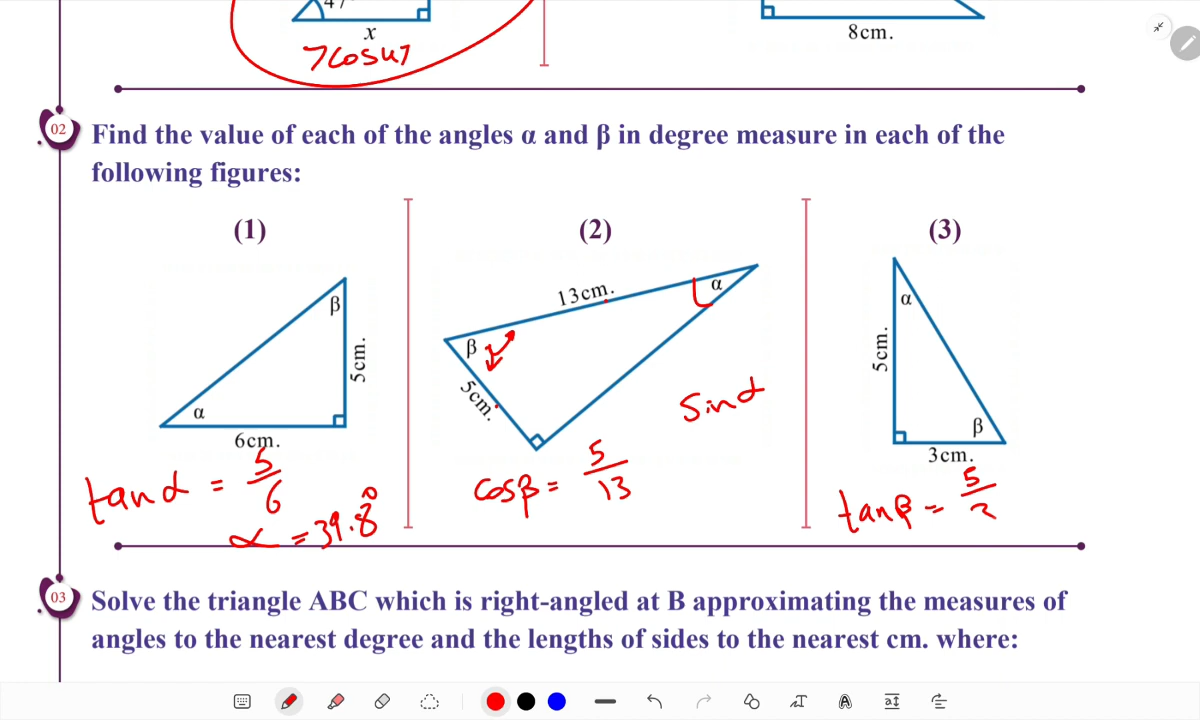 47
x
7cos47
8cm.
02
Find the value of each of the angles α and β in degree measure in each of the
following figures:
(1)
(2)
(3)
β
5cm.
α
6cm.
tanα = 5/6
α = 39.8°
13cm.
α
β
5cm.
sinα
cosβ = 5/13
α
5cm.
β
3cm.
tanβ = 5/
03
Solve the triangle ABC which is right-angled at B approximating the measures of
angles to the nearest degree and the lengths of sides to the nearest cm. where: